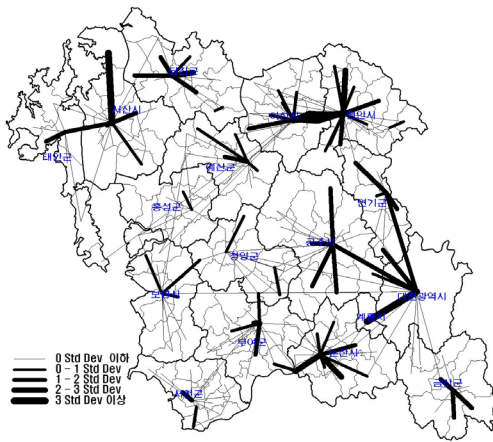 당진군
서산시
아산시
천안시
태안군
예산군
연기군
홍성군
공주시
청양군
보령시
대전광역시
계룡시
부여군
논산시
서천군
금산군
0 Std Dev 이하
0 - 1 Std Dev
1 - 2 Std Dev
2 - 3 Std Dev
3 Std Dev 이상